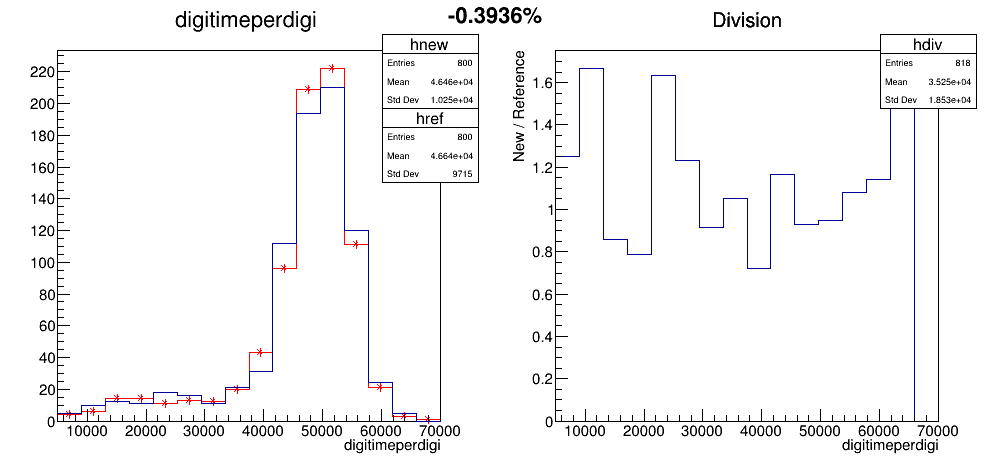 digitimeperdigi
-0.3936%
Division
hnew
Entries 800
Mean 4.646e+04
Std Dev 1.025e+04
href
Entries 800
Mean 4.664e+04
Std Dev 9715
220
200
180
160
140
120
100
80
60
40
20
0
10000 20000 30000 40000 50000 60000 70000
digitimeperdigi
hdiv
Entries 818
Mean 3.525e+04
Std Dev 1.853e+04
New / Reference
1.6
1.4
1.2
1
0.8
0.6
0.4
0.2
0
10000 20000 30000 40000 50000 60000 70000
digitimeperdigi